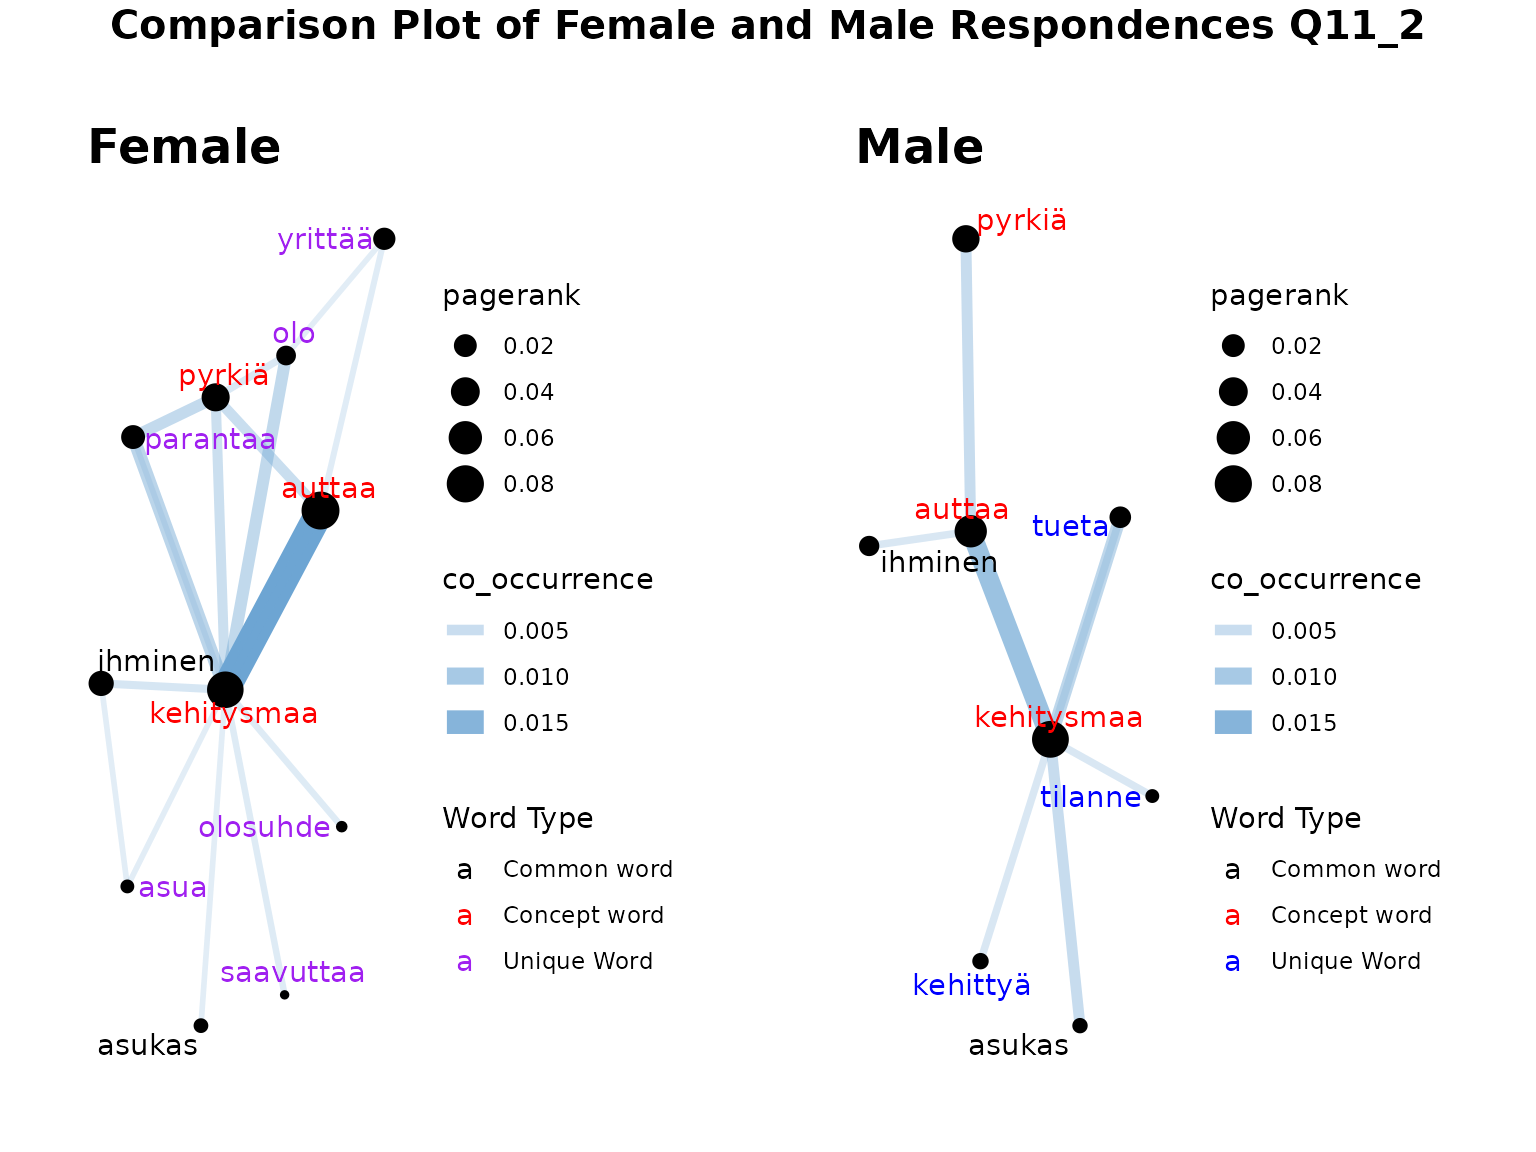 Comparison Plot of Female and Male Respondences Q11_2
Female
yrittää
olo
pyrkiä
parantaa
auttaa
ihminen
kehitysmaa
olosuhde
asua
saavuttaa
asukas
pagerank
0.02
0.04
0.06
0.08
co_occurrence
0.005
0.010
0.015
Word Type
a Common word
a Concept word
a Unique Word
Male
pyrkiä
auttaa
tueta
ihminen
kehitysmaa
tilanne
kehittyä
asukas
pagerank
0.02
0.04
0.06
0.08
co_occurrence
0.005
0.010
0.015
Word Type
a Common word
a Concept word
a Unique Word